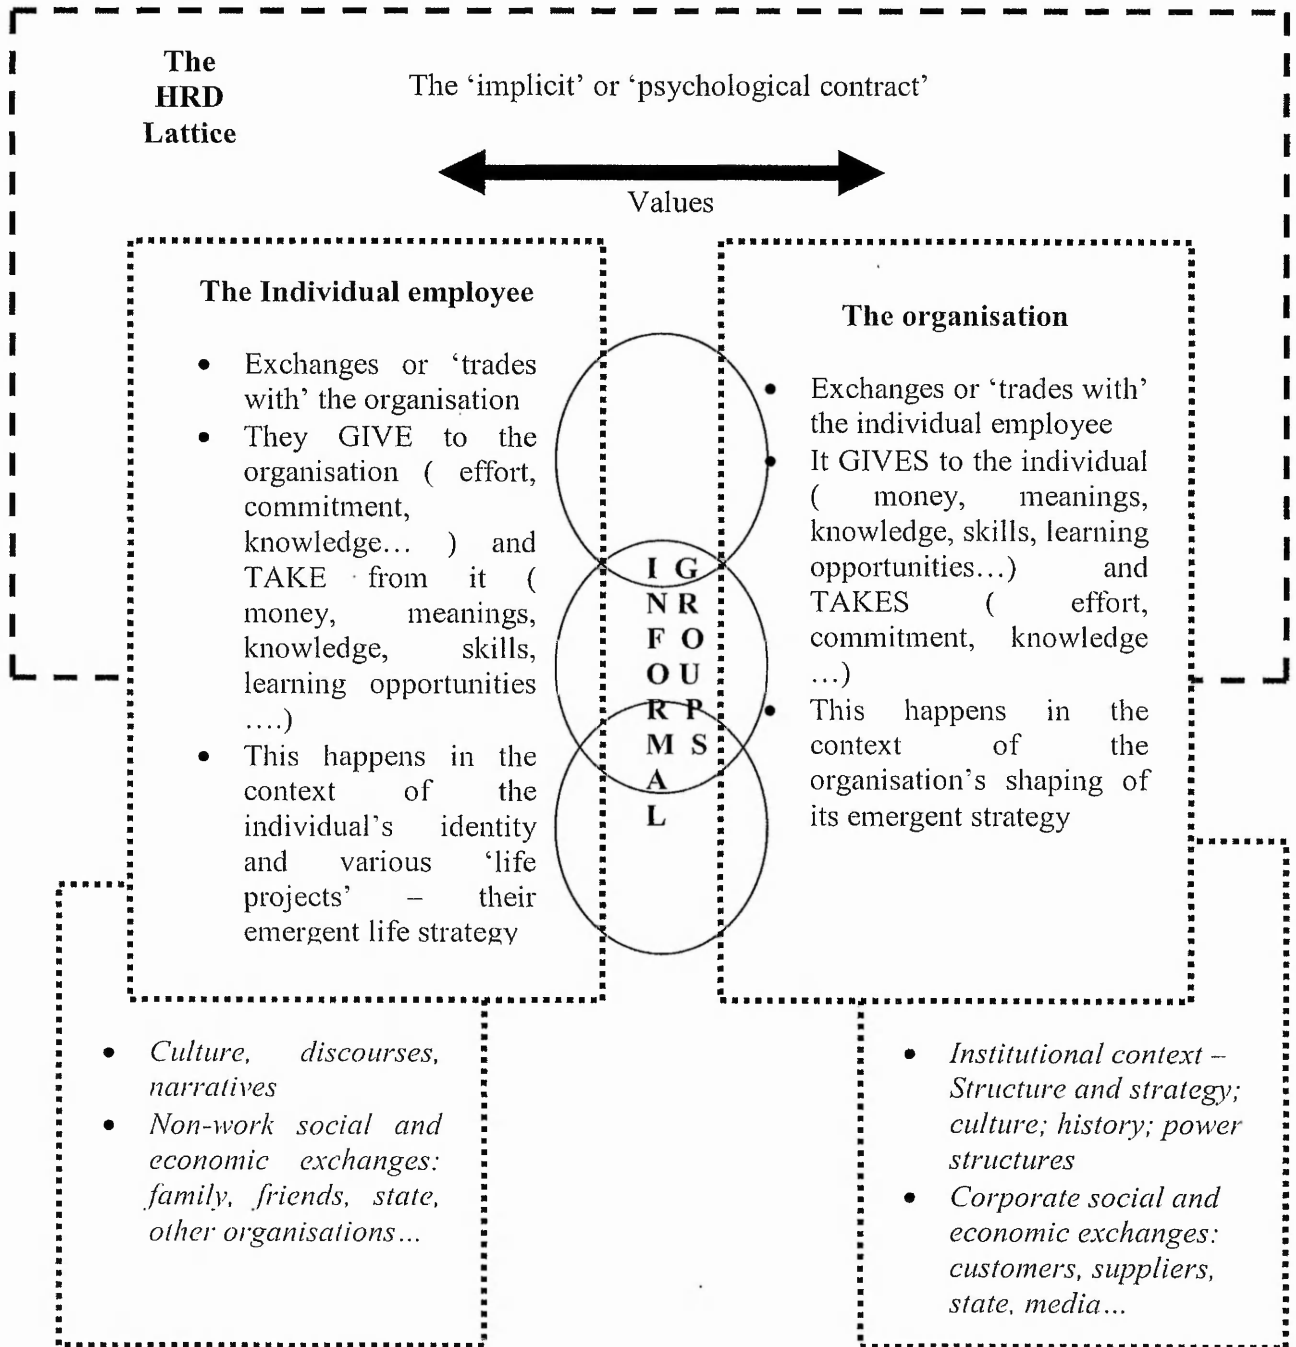 The
HRD
Lattice
The ‘implicit’ or ‘psychological contract’
Values
The Individual employee
• Exchanges or ‘trades
with’ the organisation
• They GIVE to the
organisation ( effort,
commitment,
knowledge… ) and
TAKE from it (
money, meanings,
knowledge, skills,
learning opportunities
….)
• This happens in the
context of the
individual’s identity
and various ‘life
projects’ – their
emergent life strategy
INFORMAL
GROUPS
The organisation
• Exchanges or ‘trades with’
the individual employee
• It GIVES to the individual
( money, meanings,
knowledge, skills, learning
opportunities…) and
TAKES ( effort,
commitment, knowledge
…)
• This happens in the
context of the
organisation’s shaping of
its emergent strategy
• Culture, discourses,
narratives
• Non-work social and
economic exchanges:
family, friends, state,
other organisations…
• Institutional context –
Structure and strategy;
culture; history; power
structures
• Corporate social and
economic exchanges:
customers, suppliers,
state, media…